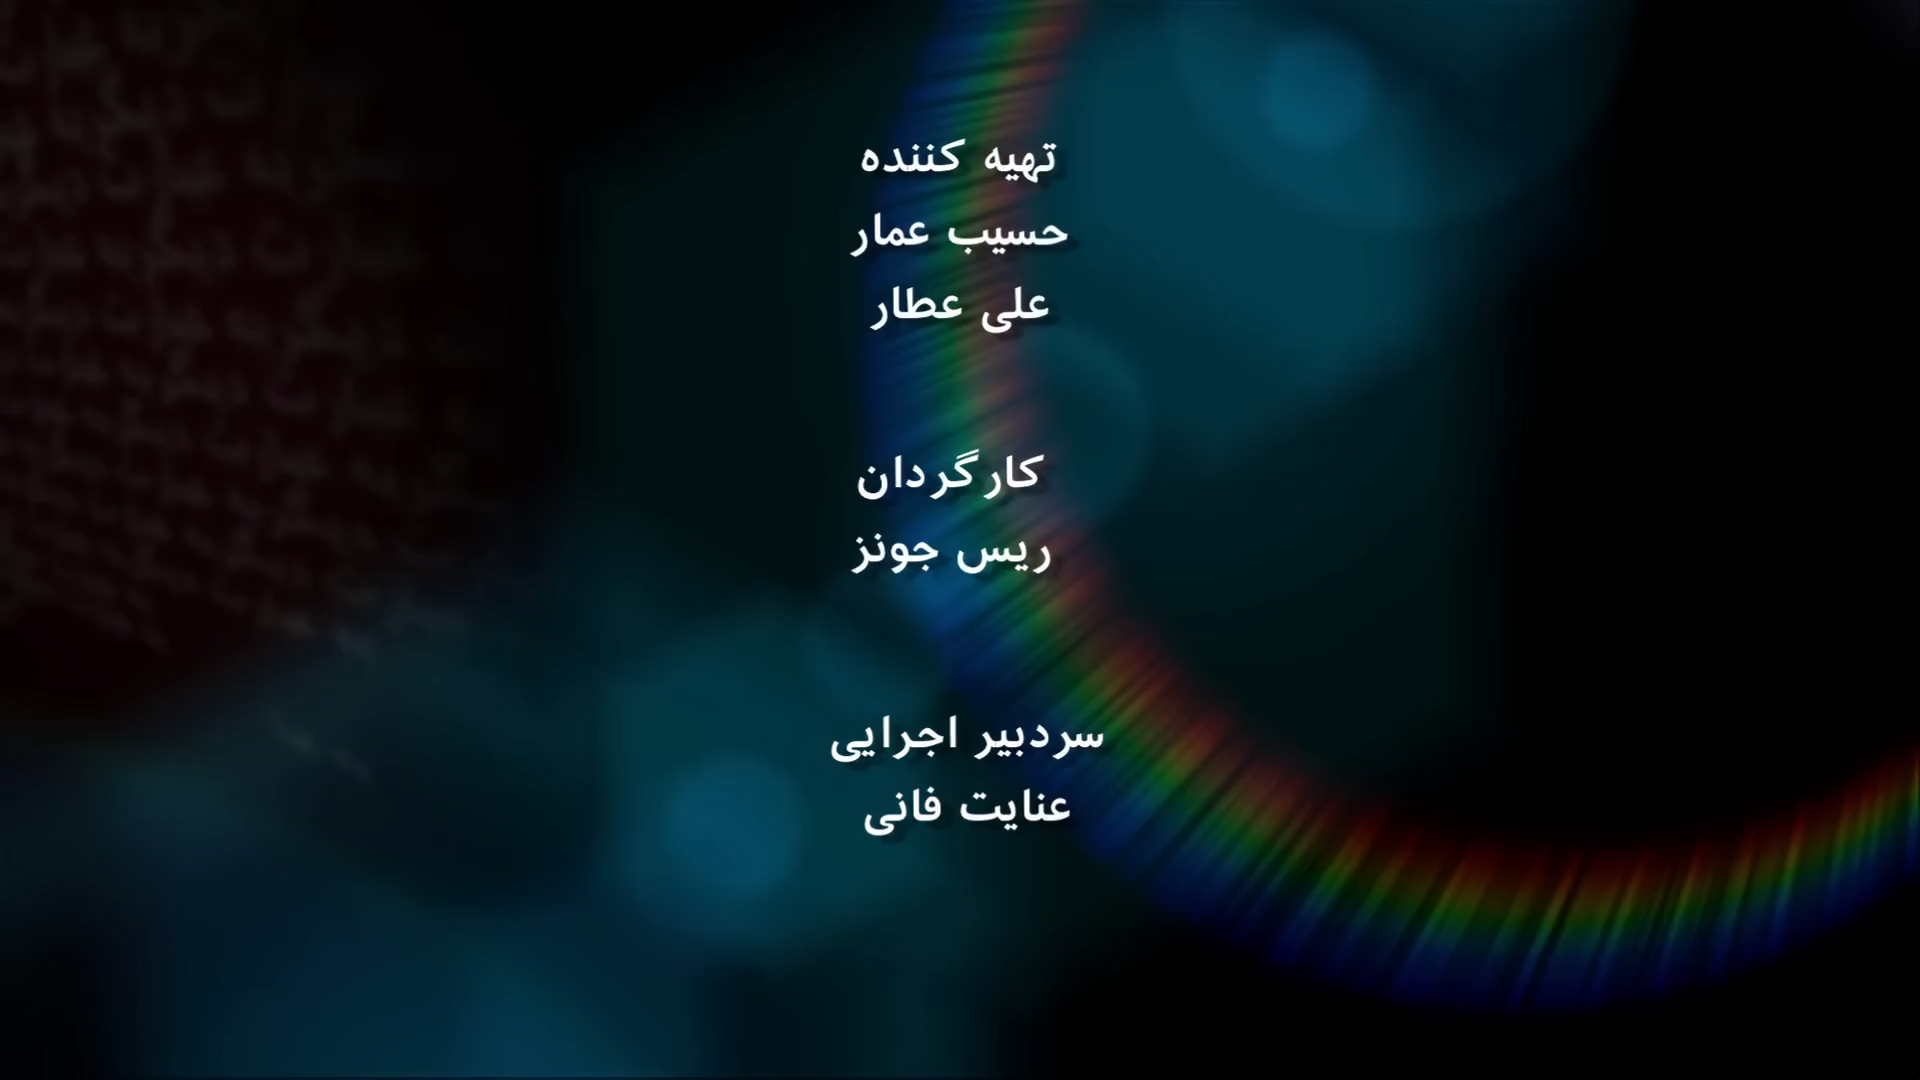 تهیه کننده
حسیب عمار
علی عطار
کارگردان
ریس جونز
سردبیر اجرایی
عنایت فانی